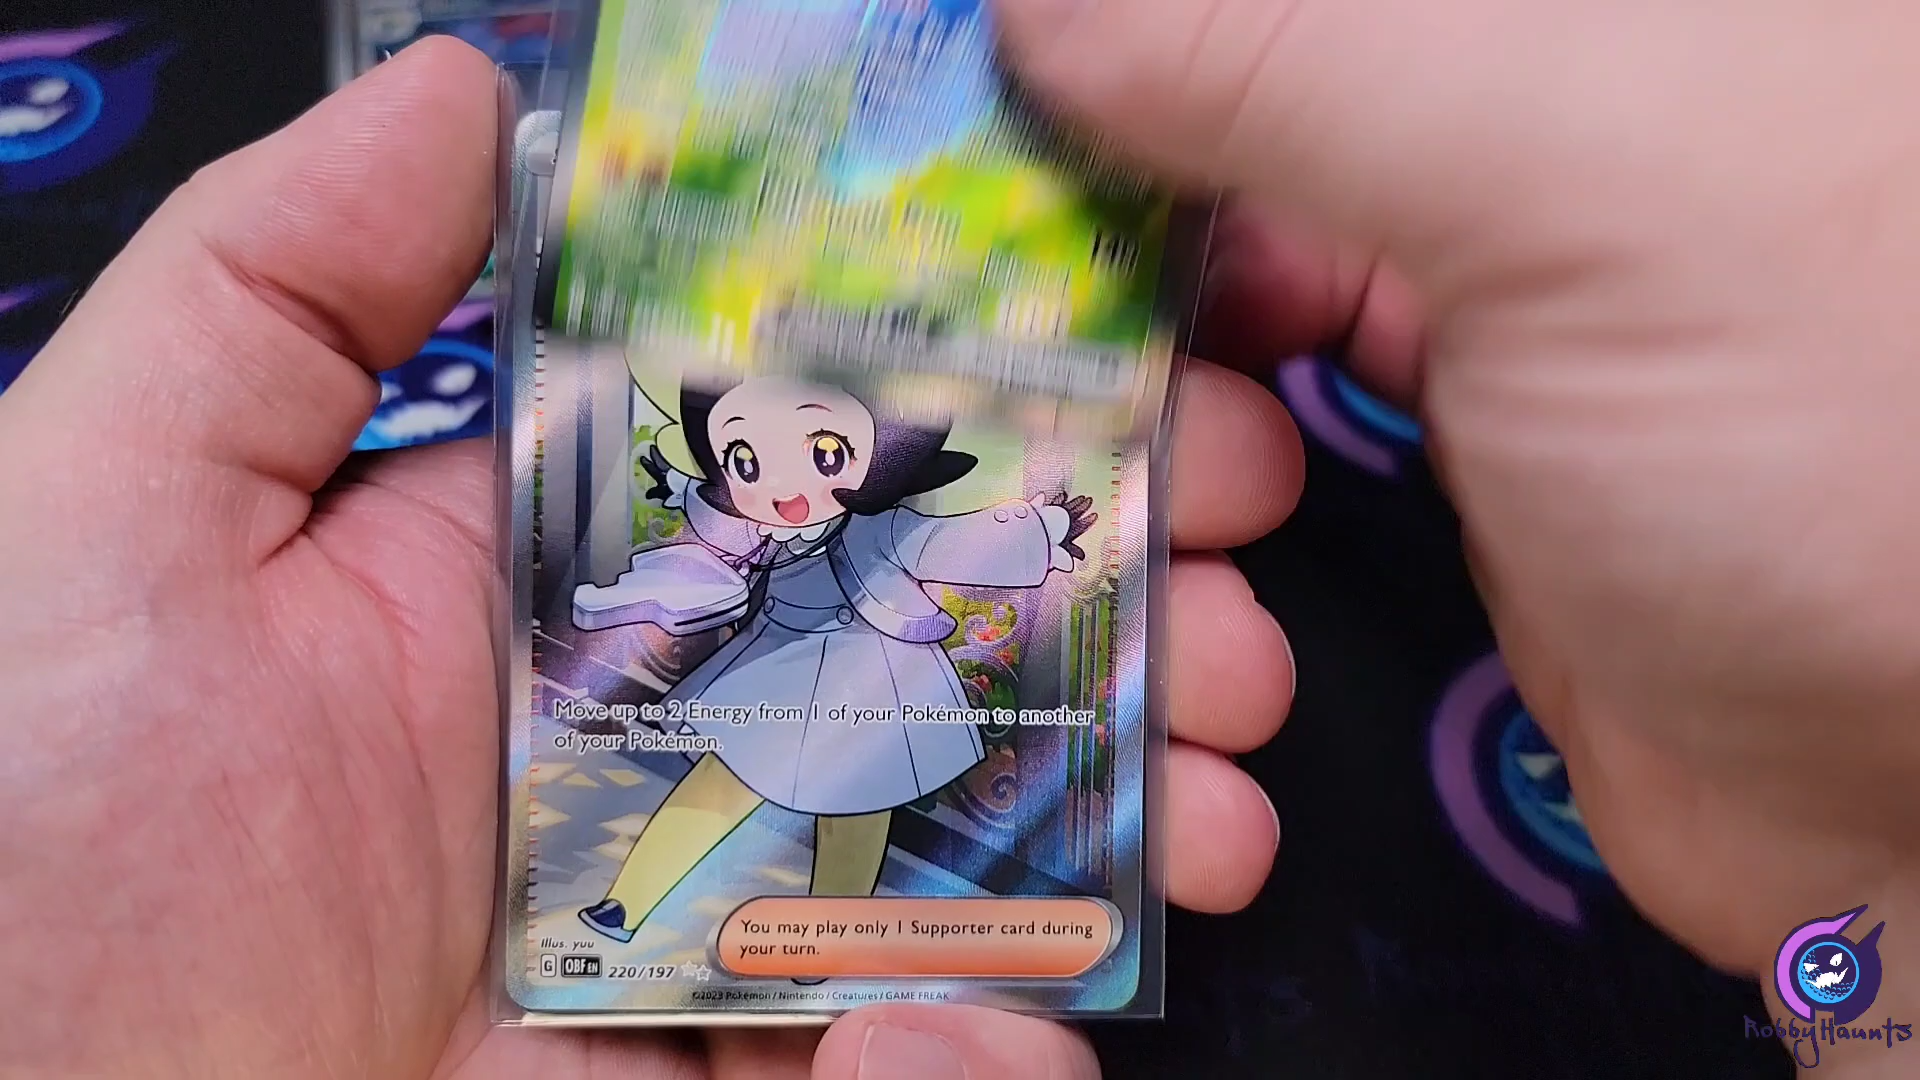 Move up to 2 Energy from 1 of your Pokémon to another
of your Pokémon.
You may play only 1 Supporter card during
your turn.
Illus. yuu
G OBF EN 220/197
©2023 Pokémon / Nintendo / Creatures / GAME FREAK
RobbyHaunts